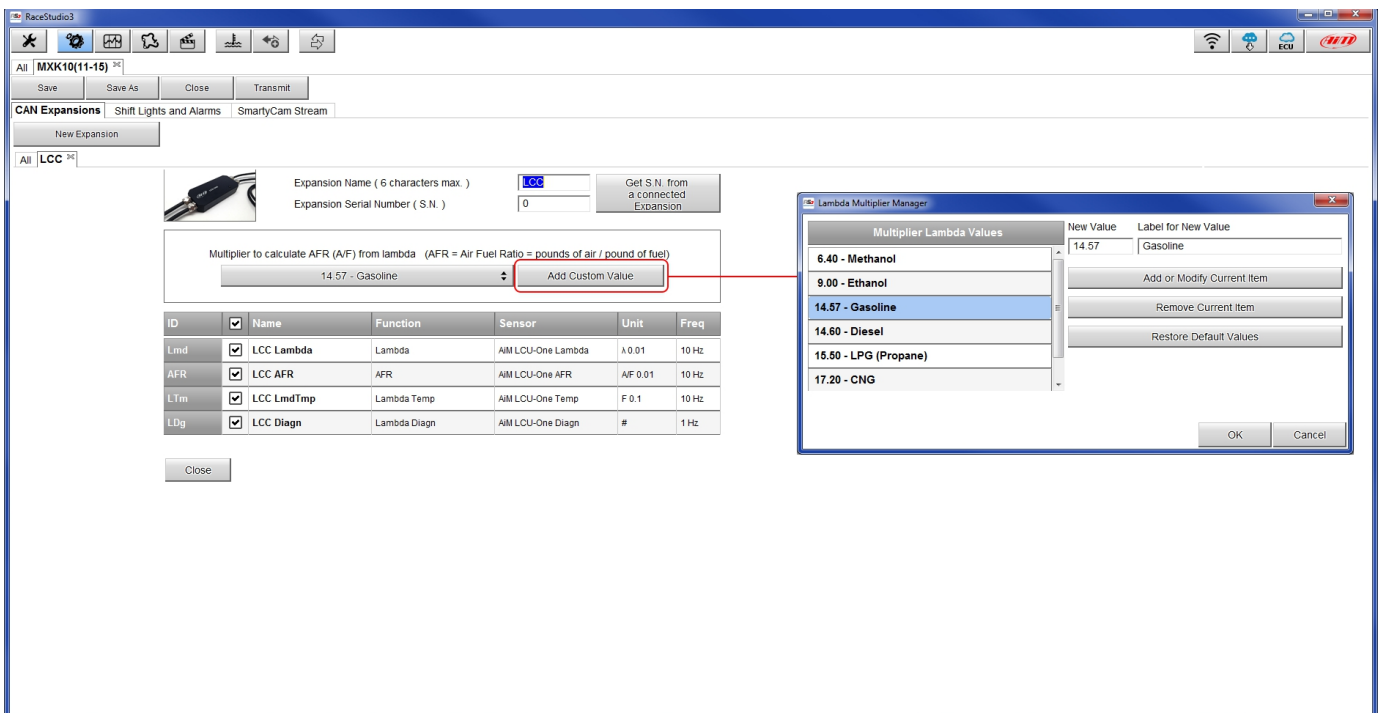 RaceStudio3
ECU
AiM
All MXK10(11-15)
Save Save As Close Transmit
CAN Expansions Shift Lights and Alarms SmartyCam Stream
New Expansion
All LCC
Expansion Name ( 6 characters max. ) LCC
Expansion Serial Number ( S.N. ) 0
Get S.N. from
a connected
Expansion
Multiplier to calculate AFR (A/F) from lambda (AFR = Air Fuel Ratio = pounds of air / pound of fuel)
14.57 - Gasoline Add Custom Value
ID Name Function Sensor Unit Freq
Lmd LCC Lambda Lambda AiM LCU-One Lambda λ 0.01 10 Hz
AFR LCC AFR AFR AiM LCU-One AFR A/F 0.01 10 Hz
LTm LCC LmdTmp Lambda Temp AiM LCU-One Temp F 0.1 10 Hz
LDg LCC Diagn Lambda Diagn AiM LCU-One Diagn # 1 Hz
Close
Lambda Multiplier Manager
Multiplier Lambda Values
6.40 - Methanol
9.00 - Ethanol
14.57 - Gasoline
14.60 - Diesel
15.50 - LPG (Propane)
17.20 - CNG
New Value Label for New Value
14.57 Gasoline
Add or Modify Current Item
Remove Current Item
Restore Default Values
OK Cancel